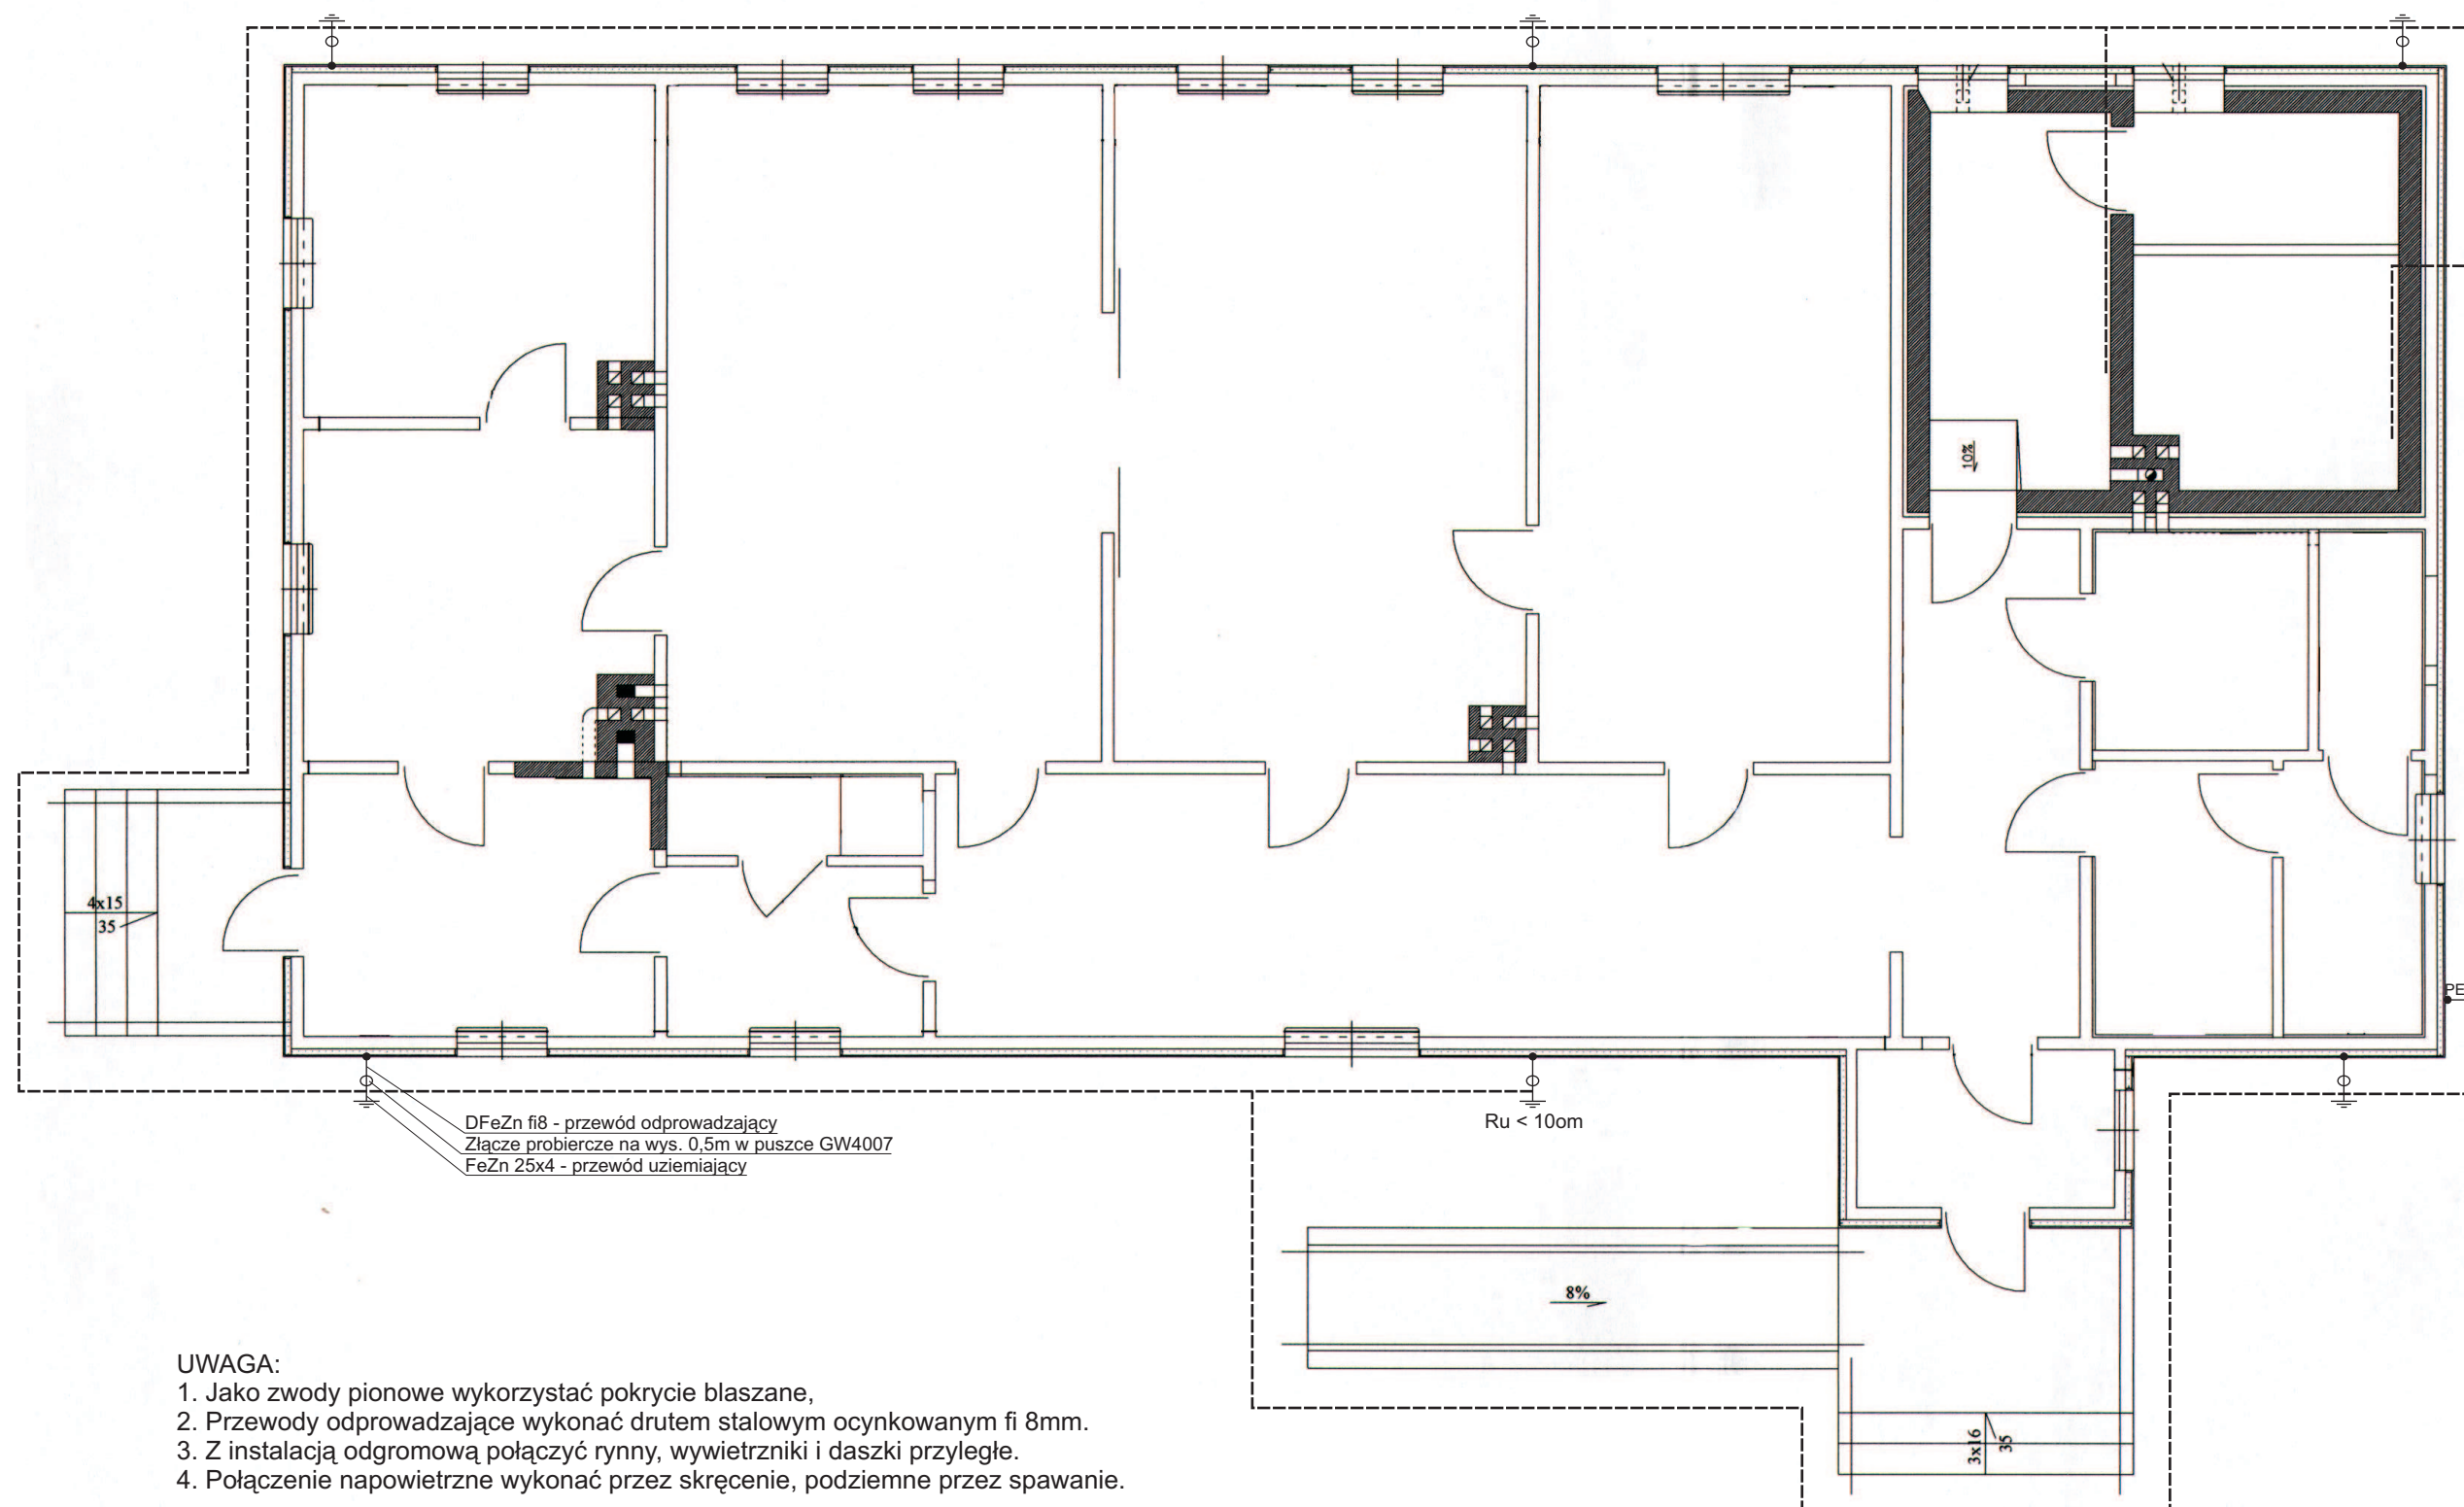 10%
4x15
35
PE
DFeZn fi8 - przewód odprowadzający
Złącze probiercze na wys. 0,5m w puszce GW4007
FeZn 25x4 - przewód uziemiający
Ru < 10om
8%
3x16
35
UWAGA:
1. Jako zwody pionowe wykorzystać pokrycie blaszane,
2. Przewody odprowadzające wykonać drutem stalowym ocynkowanym fi 8mm.
3. Z instalacją odgromową połączyć rynny, wywietrzniki i daszki przyległe.
4. Połączenie napowietrzne wykonać przez skręcenie, podziemne przez spawanie.